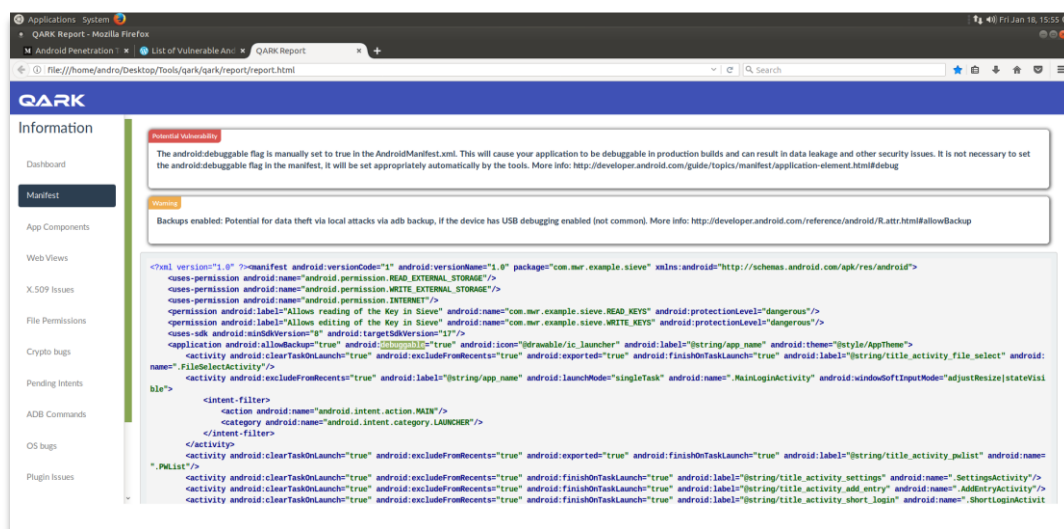 Applications System
Fri Jan 18, 15:55
QARK Report - Mozilla Firefox
Android Penetration T
List of Vulnerable And
QARK Report
file:///home/andro/Desktop/Tools/qark/qark/report/report.html
Search
QARK
Information
Dashboard
Manifest
App Components
Web Views
X.509 Issues
File Permissions
Crypto bugs
Pending Intents
ADB Commands
OS bugs
Plugin Issues
Potential Vulnerability
The android:debuggable flag is manually set to true in the AndroidManifest.xml. This will cause your application to be debuggable in production builds and can result in data leakage and other security issues. It is not necessary to set
the android:debuggable flag in the manifest, it will be set appropriately automatically by the tools. More info: http://developer.android.com/guide/topics/manifest/application-element.html#debug
Warning
Backups enabled: Potential for data theft via local attacks via adb backup, if the device has USB debugging enabled (not common). More info: http://developer.android.com/reference/android/R.attr.html#allowBackup
<?xml version="1.0" ?><manifest android:versionCode="1" android:versionName="1.0" package="com.mwr.example.sieve" xmlns:android="http://schemas.android.com/apk/res/android">
<uses-permission android:name="android.permission.READ_EXTERNAL_STORAGE"/>
<uses-permission android:name="android.permission.WRITE_EXTERNAL_STORAGE"/>
<uses-permission android:name="android.permission.INTERNET"/>
<permission android:label="Allows reading of the Key in Sieve" android:name="com.mwr.example.sieve.READ_KEYS" android:protectionLevel="dangerous"/>
<permission android:label="Allows editing of the Key in Sieve" android:name="com.mwr.example.sieve.WRITE_KEYS" android:protectionLevel="dangerous"/>
<uses-sdk android:minSdkVersion="8" android:targetSdkVersion="17"/>
<application android:allowBackup="true" android:debuggable="true" android:icon="@drawable/ic_launcher" android:label="@string/app_name" android:theme="@style/AppTheme">
<activity android:clearTaskOnLaunch="true" android:excludeFromRecents="true" android:exported="true" android:finishOnTaskLaunch="true" android:label="@string/title_activity_file_select" android:
name=".FileSelectActivity"/>
<activity android:excludeFromRecents="true" android:label="@string/app_name" android:launchMode="singleTask" android:name=".MainLoginActivity" android:windowSoftInputMode="adjustResize|stateVisi
ble">
<intent-filter>
<action android:name="android.intent.action.MAIN"/>
<category android:name="android.intent.category.LAUNCHER"/>
</intent-filter>
</activity>
<activity android:clearTaskOnLaunch="true" android:excludeFromRecents="true" android:exported="true" android:finishOnTaskLaunch="true" android:label="@string/title_activity_pwlist" android:name=
".PWList"/>
<activity android:clearTaskOnLaunch="true" android:excludeFromRecents="true" android:finishOnTaskLaunch="true" android:label="@string/title_activity_settings" android:name=".SettingsActivity"/>
<activity android:clearTaskOnLaunch="true" android:excludeFromRecents="true" android:finishOnTaskLaunch="true" android:label="@string/title_activity_add_entry" android:name=".AddEntryActivity"/>
<activity android:clearTaskOnLaunch="true" android:excludeFromRecents="true" android:finishOnTaskLaunch="true" android:label="@string/title_activity_short_login" android:name=".ShortLoginActivit